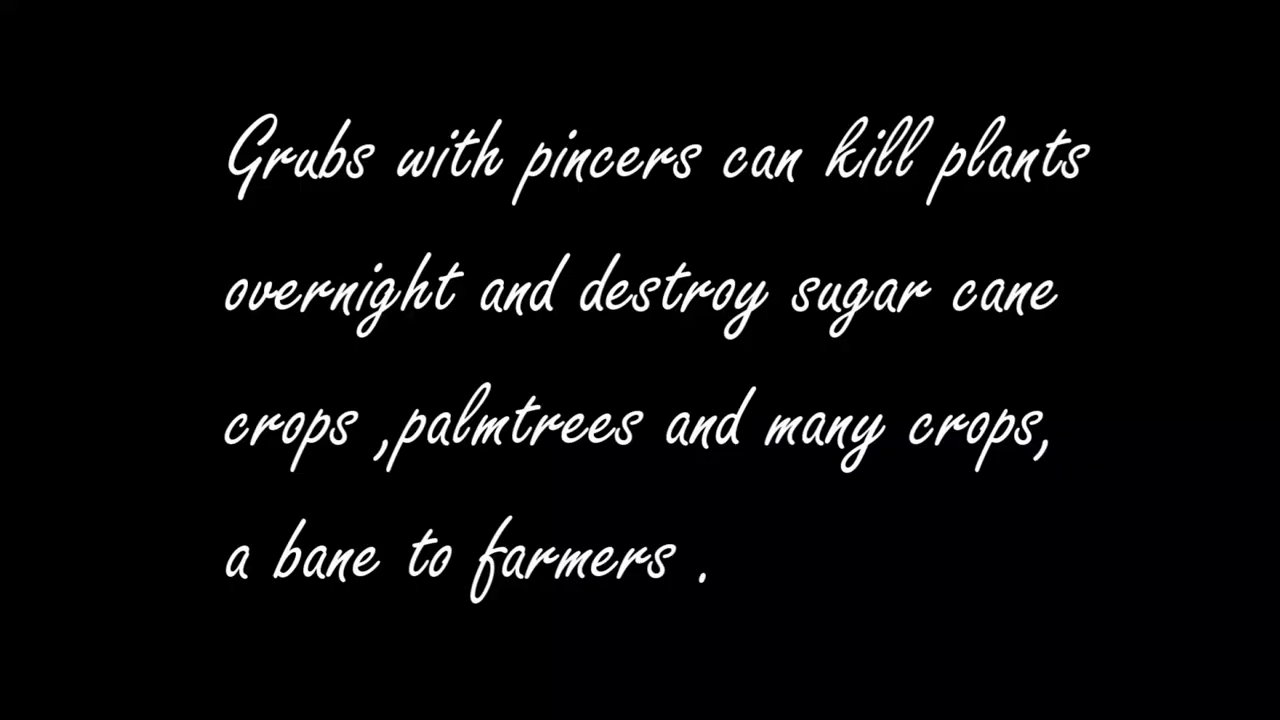 Grubs with pincers can kill plants
overnight and destroy sugar cane
crops ,palmtrees and many crops,
a bane to farmers .